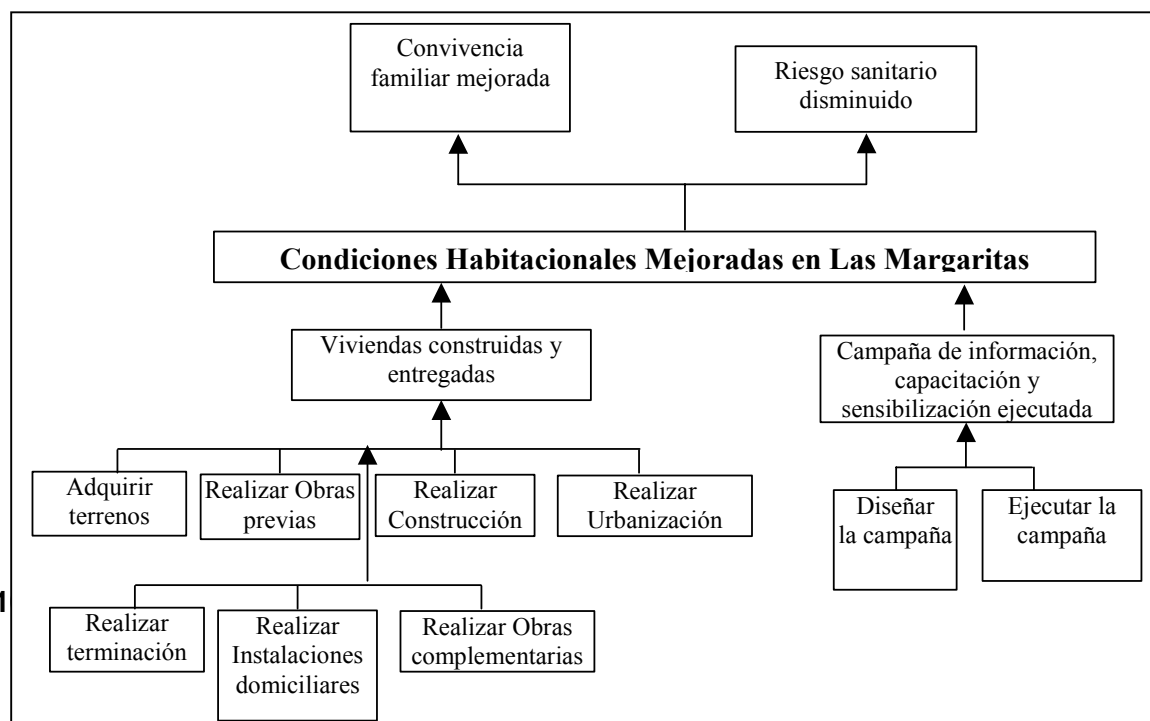 Convivencia
familiar mejorada
Riesgo sanitario
disminuido
Condiciones Habitacionales Mejoradas en Las Margaritas
Viviendas construidas y
entregadas
Campaña de información,
capacitación y
sensibilización ejecutada
Adquirir
terrenos
Realizar Obras
previas
Realizar
Construcción
Realizar
Urbanización
Diseñar
la campaña
Ejecutar la
campaña
Realizar
terminación
Realizar
Instalaciones
domiciliares
Realizar Obras
complementarias